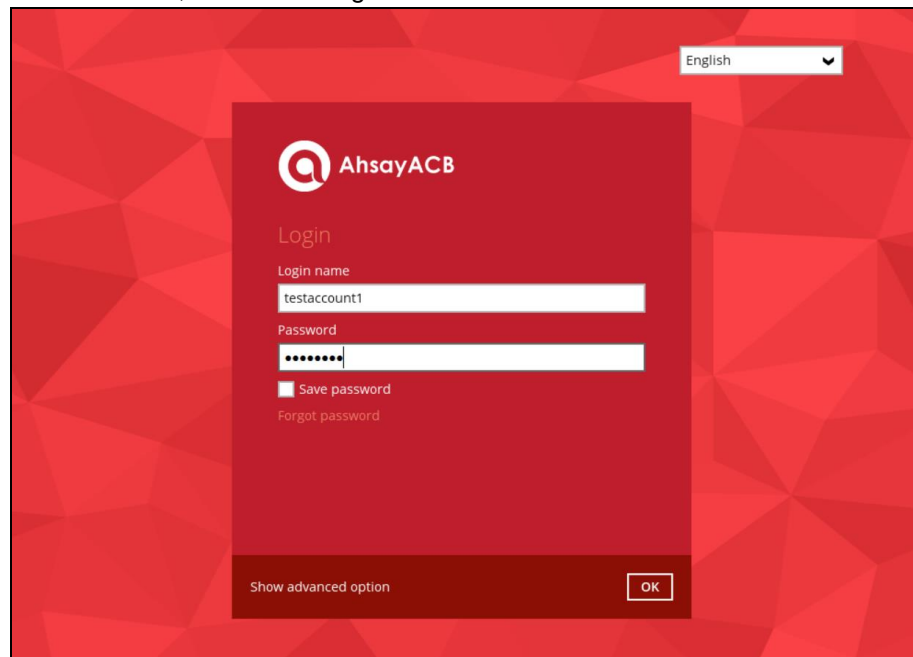 English
AhsayACB
Login
Login name
testaccount1
Password
••••••••
Save password
Forgot password
Show advanced option
OK